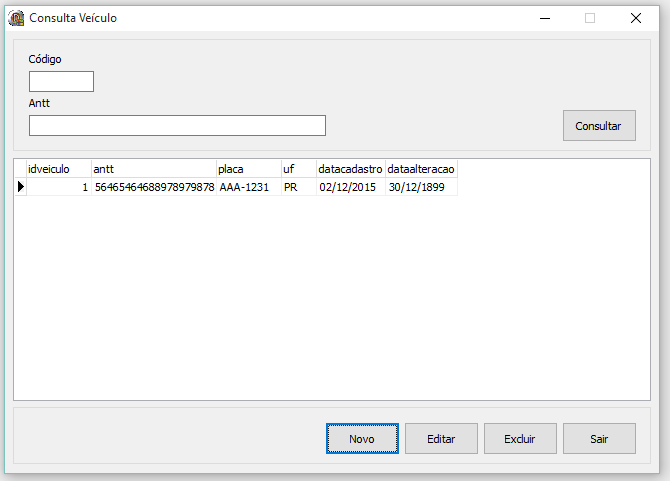 Consulta Veículo
Código
Antt
Consultar
idveiculo antt placa uf datacadastro dataalteracao
1 56465464688978979878 AAA-1231 PR 02/12/2015 30/12/1899
Novo Editar Excluir Sair